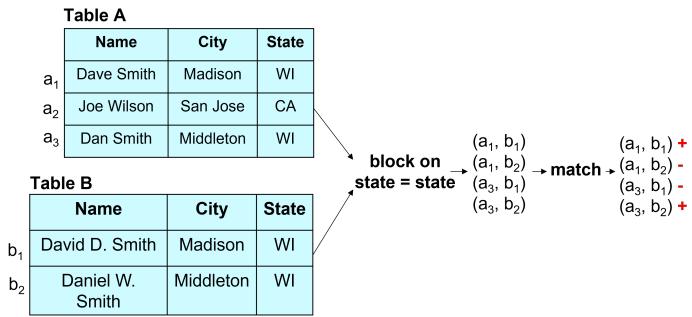 Table A
Name City State
a1 Dave Smith Madison WI
a2 Joe Wilson San Jose CA
a3 Dan Smith Middleton WI
Table B
Name City State
b1 David D. Smith Madison WI
b2 Daniel W. Middleton WI
Smith
block on
state = state
(a1, b1)
(a1, b2)
(a3, b1)
(a3, b2)
match
(a1, b1) +
(a1, b2) -
(a3, b1) -
(a3, b2) +